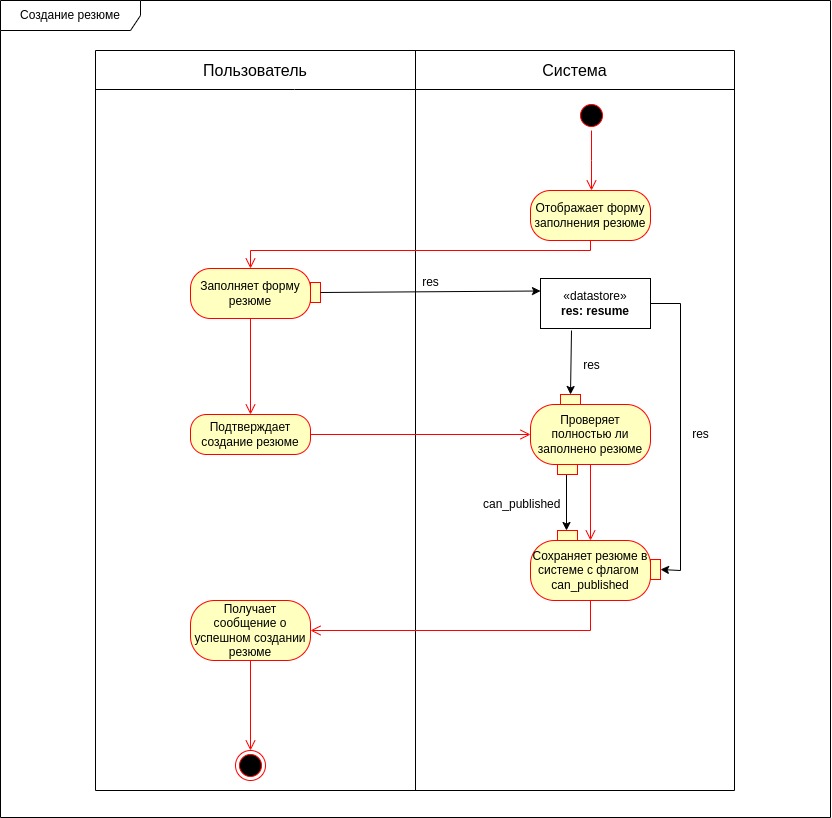 Создание резюме
Пользователь
Система
Отображает форму
заполнения резюме
Заполняет форму
резюме
res
«datastore»
res: resume
res
Подтверждает
создание резюме
Проверяет
полностью ли
заполнено резюме
res
can_published
Сохраняет резюме в
системе с флагом
can_published
Получает
сообщение о
успешном создании
резюме